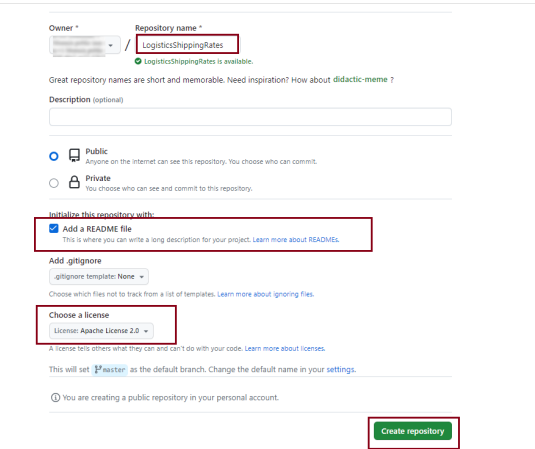 Owner *
Repository name *
/
LogisticsShippingRates
LogisticsShippingRates is available.
Great repository names are short and memorable. Need inspiration? How about didactic-meme ?
Description (optional)
Public
Anyone on the internet can see this repository. You choose who can commit.
Private
You choose who can see and commit to this repository.
Initialize this repository with:
Add a README file
This is where you can write a long description for your project. Learn more about READMEs.
Add .gitignore
.gitignore template: None
Choose which files not to track from a list of templates. Learn more about ignoring files.
Choose a license
License: Apache License 2.0
A license tells others what they can and can't do with your code. Learn more about licenses.
This will set master as the default branch. Change the default name in your settings.
You are creating a public repository in your personal account.
Create repository